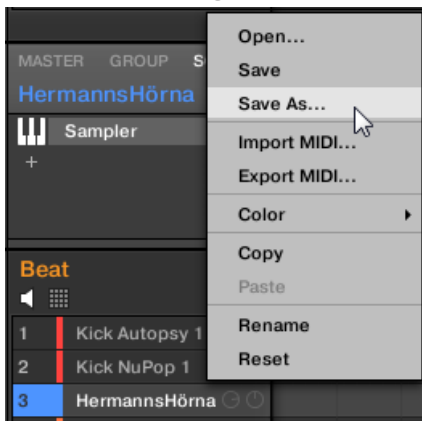 MASTER GROUP S
HermannsHörna
Sampler
+
Open...
Save
Save As...
Import MIDI...
Export MIDI...
Color
Copy
Paste
Rename
Reset
Beat
1 Kick Autopsy 1
2 Kick NuPop 1
3 HermannsHörna